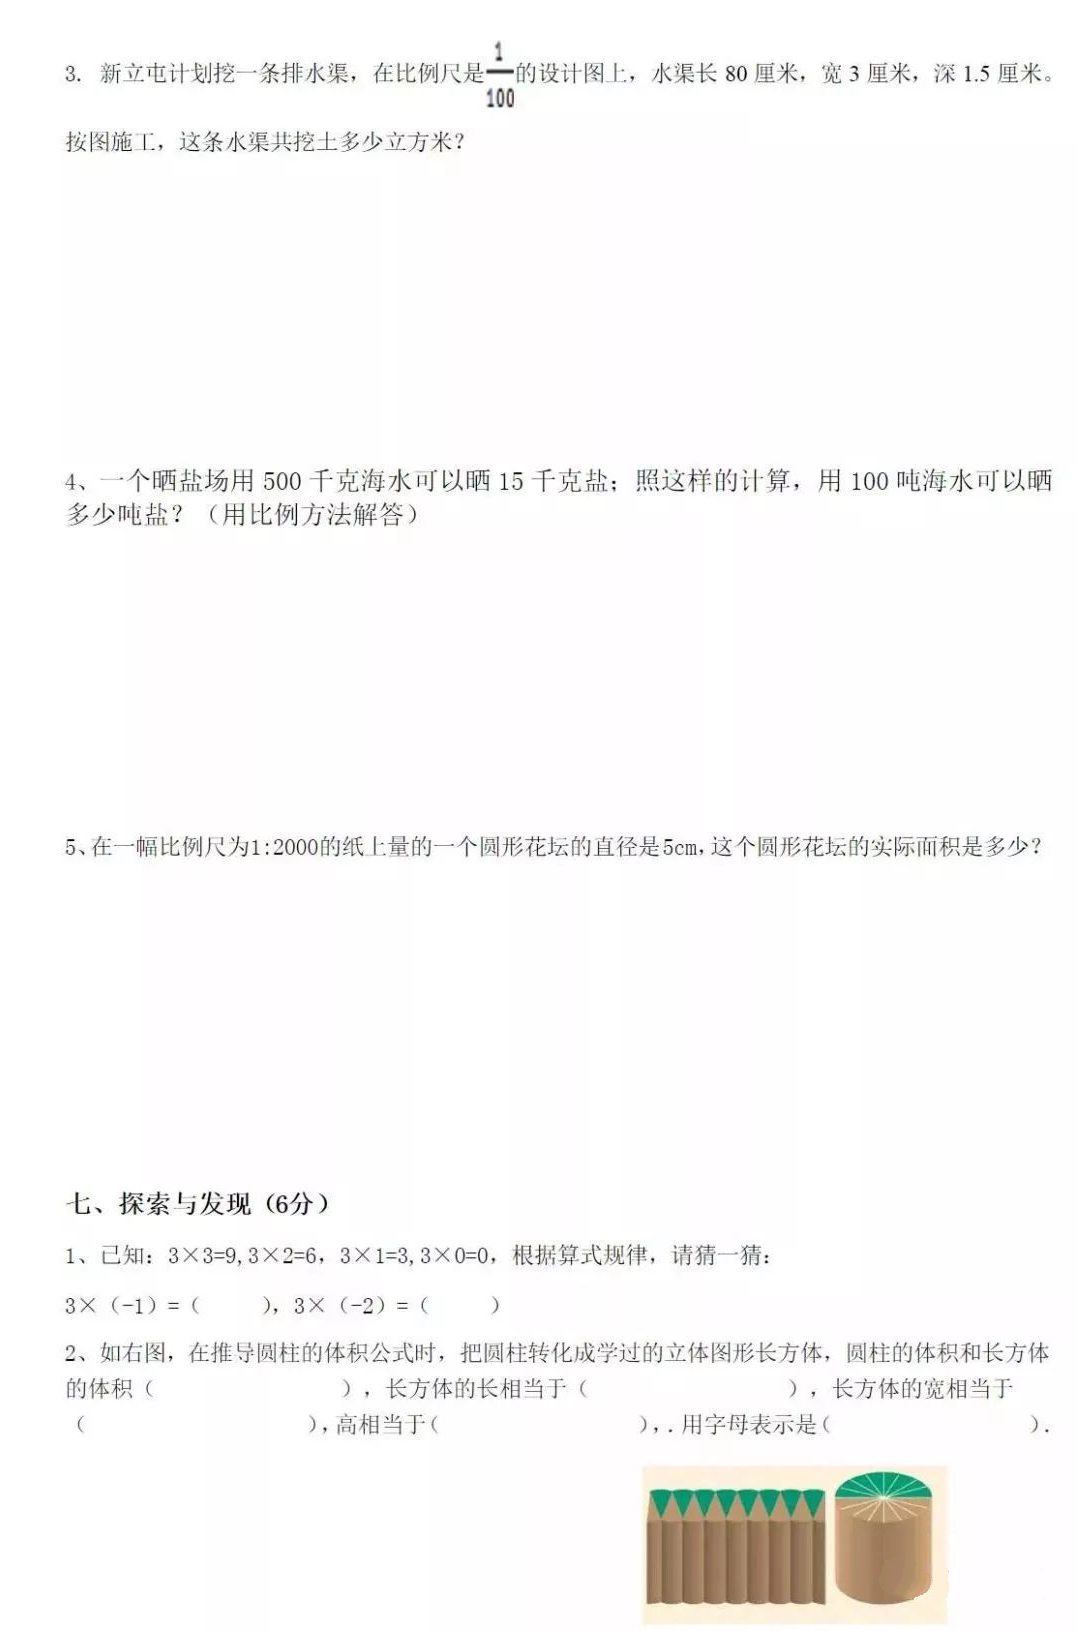 3. 新立屯计划挖一条排水渠，在比例尺是1/100的设计图上，水渠长 80 厘米，宽 3 厘米，深 1.5 厘米。
按图施工，这条水渠共挖土多少立方米？
4、一个晒盐场用 500 千克海水可以晒 15 千克盐；照这样的计算，用 100 吨海水可以晒
多少吨盐？（用比例方法解答）
5、在一幅比例尺为1:2000的纸上量的一个圆形花坛的直径是5cm,这个圆形花坛的实际面积是多少？
七、探索与发现（6分）
1、已知：3×3=9,3×2=6，3×1=3,3×0=0，根据算式规律，请猜一猜：
3×（-1）=（    ），3×（-2）=（    ）
2、如右图，在推导圆柱的体积公式时，把圆柱转化成学过的立体图形长方体，圆柱的体积和长方体
的体积（    ），长方体的长相当于（    ），长方体的宽相当于
（    ）,高相当于(    ),.用字母表示是(    ).